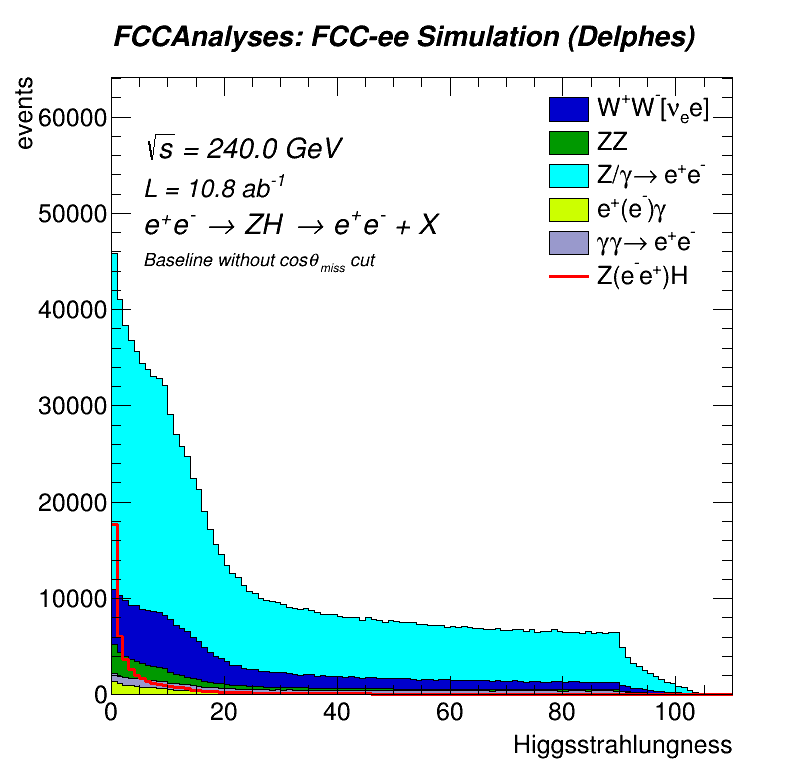 FCCAnalyses: FCC-ee Simulation (Delphes)
events
60000
50000
40000
30000
20000
10000
0
√s = 240.0 GeV
L = 10.8 ab⁻¹
e⁺e⁻ → ZH → e⁺e⁻ + X
Baseline without cosθ_miss cut
W⁺W⁻[νₑe]
ZZ
Z/γ→ e⁺e⁻
e⁺(e⁻)γ
γγ→ e⁺e⁻
Z(e⁻e⁺)H
0 20 40 60 80 100
Higgsstrahlungness